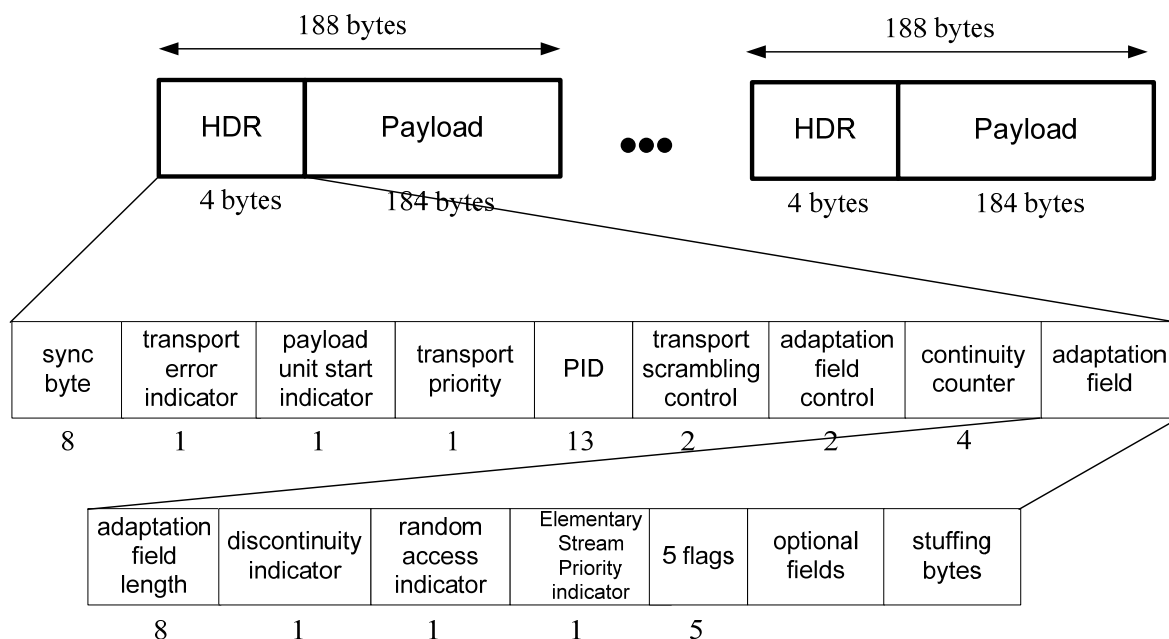 188 bytes
188 bytes
HDR
Payload
HDR
Payload
4 bytes
184 bytes
4 bytes
184 bytes
sync
byte
transport
error
indicator
payload
unit start
indicator
transport
priority
PID
transport
scrambling
control
adaptation
field
control
continuity
counter
adaptation
field
8
1
1
1
13
2
2
4
adaptation
field
length
discontinuity
indicator
random
access
indicator
Elementary
Stream
Priority
indicator
5 flags
optional
fields
stuffing
bytes
8
1
1
1
5